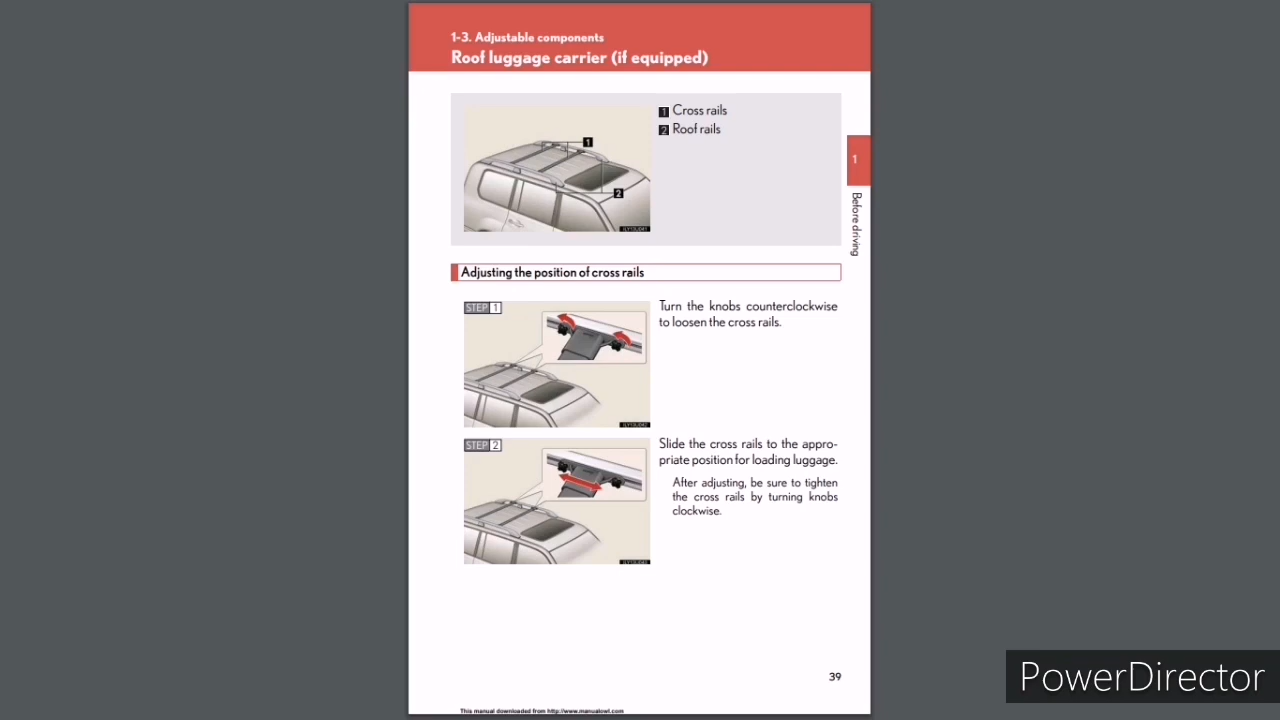 1-3. Adjustable components
Roof luggage carrier (if equipped)
1 Cross rails
2 Roof rails
1
2
1
Before driving
Adjusting the position of cross rails
STEP 1
Turn the knobs counterclockwise
to loosen the cross rails.
STEP 2
Slide the cross rails to the appro-
priate position for loading luggage.
After adjusting, be sure to tighten
the cross rails by turning knobs
clockwise.
39
This manual downloaded from http://www.manualowl.com
PowerDirector